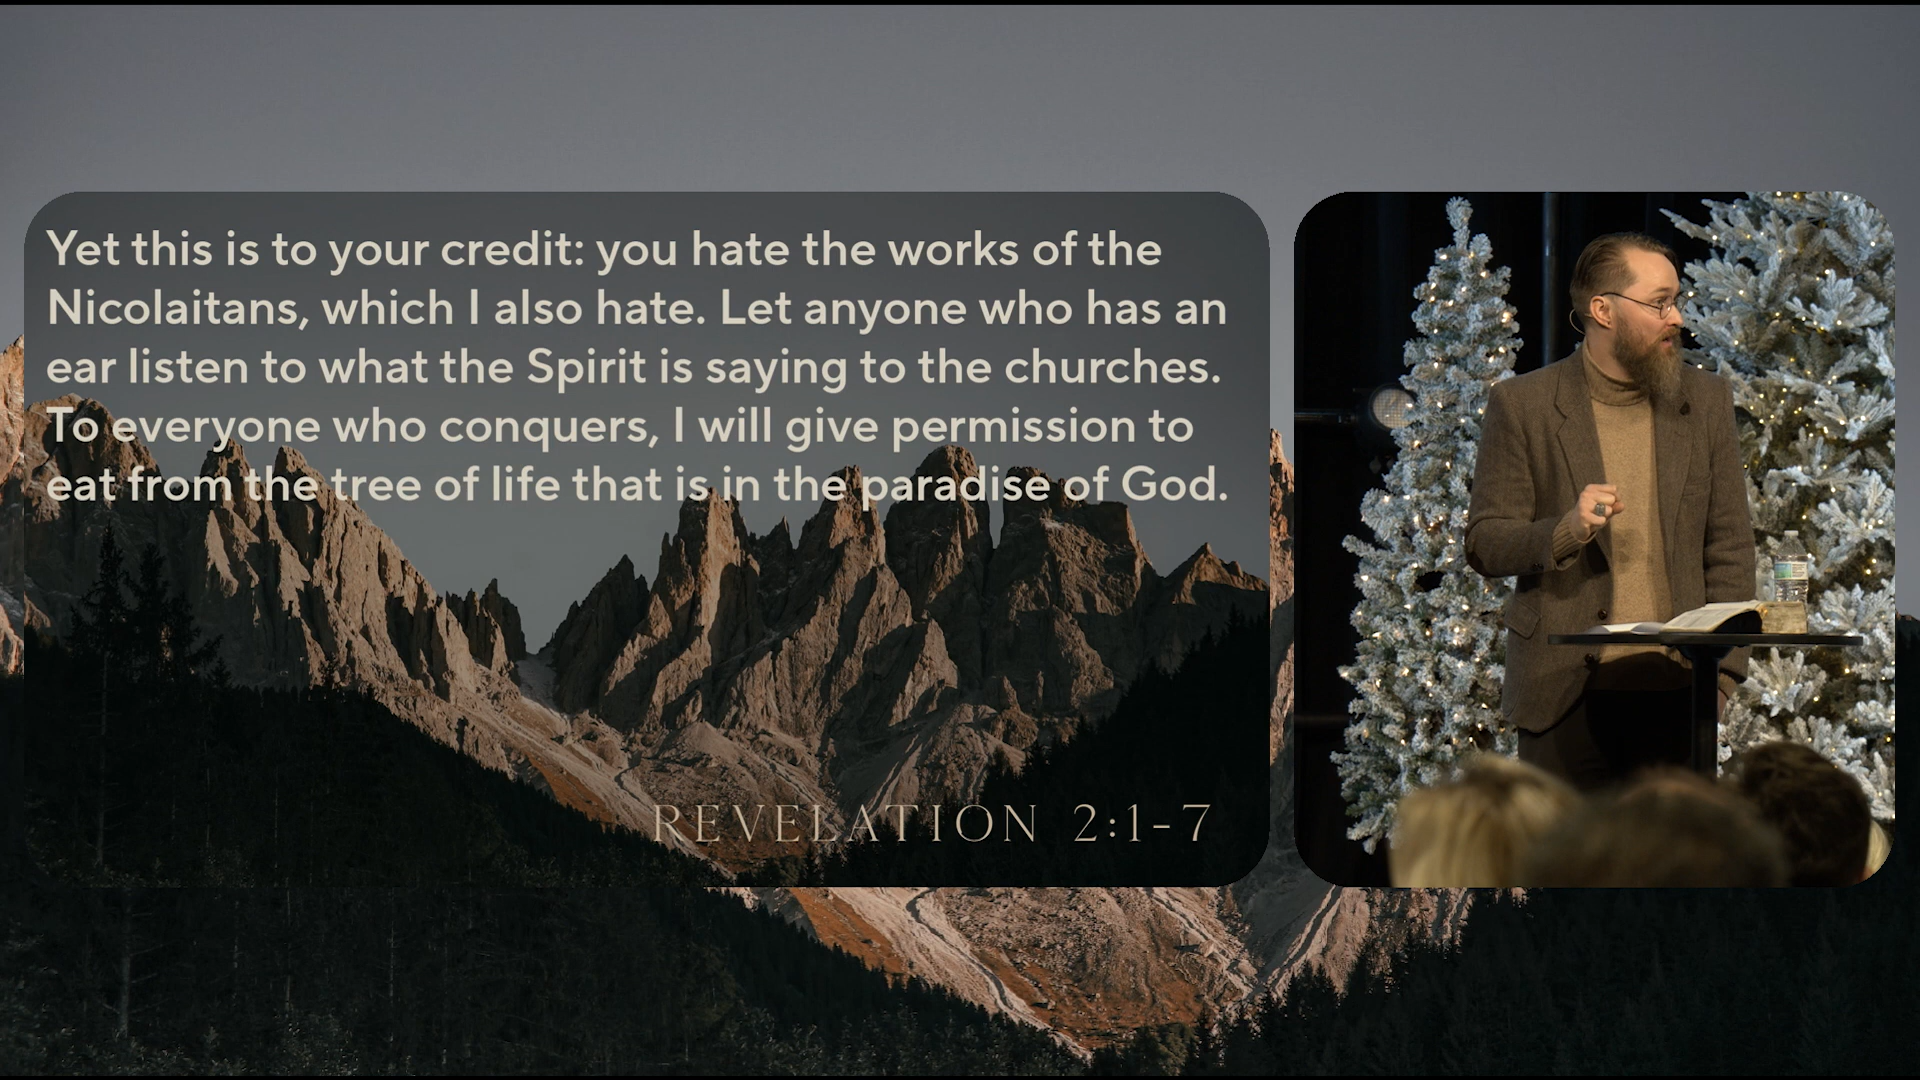 Yet this is to your credit: you hate the works of the
Nicolaitans, which I also hate. Let anyone who has an
ear listen to what the Spirit is saying to the churches.
To everyone who conquers, I will give permission to
eat from the tree of life that is in the paradise of God.
REVELATION 2:1-7